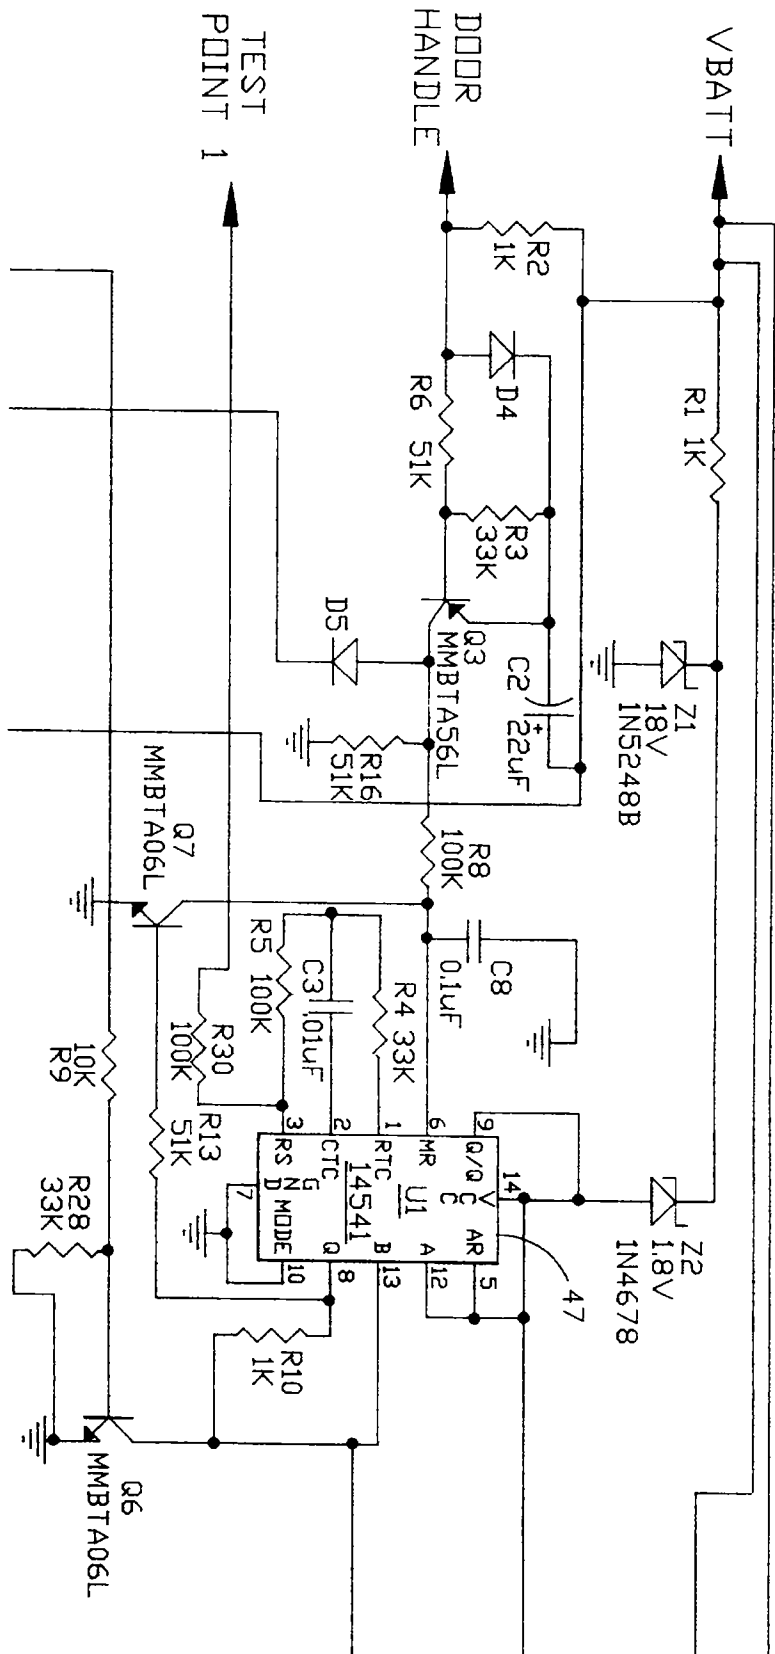 VBATT
DOOR
HANDLE
TEST
POINT 1
R2
1K
D4
R1 1K
R6 51K
R3
33K
Q3
MMBTA56L
C2 22uF
+
Z1
18V
1N5248B
D5
R16
51K
R8
100K
Q7
MMBTA06L
C8
0.1uF
R5 100K
C3 .01uF
R4 33K
R30
100K
R13
51K
10K
R9
R28
33K
9
6
1
2
3
Q/Q
MR
RTC
CTC
RS
14
VCC
U1
14541
GND
7
AR
A
B
Q
MODE
5
12
13
8
10
47
Z2
1.8V
1N4678
R10
1K
Q6
MMBTA06L